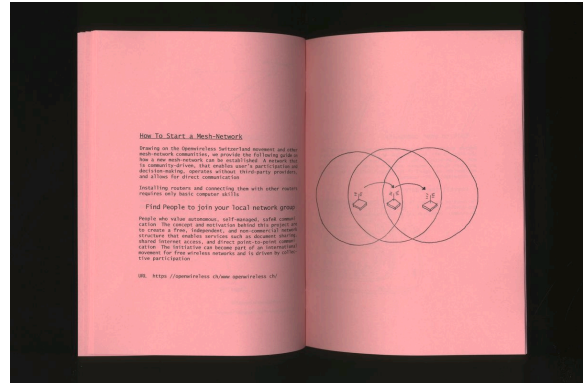 How To Start a Mesh-Network
Drawing on the Openwireless Switzerland movement and other
mesh-network communities, we provide the following guide on
how a new mesh-network can be established. A network that
is community-driven, that enables user's participation and
decision-making, operates without third-party providers,
and allows for direct communication
Installing routers and connecting them with other routers
requires only basic computer skills
Find People to join your local network group
People who value autonomous, self-managed, safe& communi-
cation The concept and motivation behind this project are
to create a free, independent, and non-commercial network
structure that enables services such as document sharing,
shared internet access, and direct point-to-point communi-
cation The initiative can become part of an international
movement for free wireless networks and is driven by collec-
tive participation
URL https //openwireless ch/www openwireless ch/